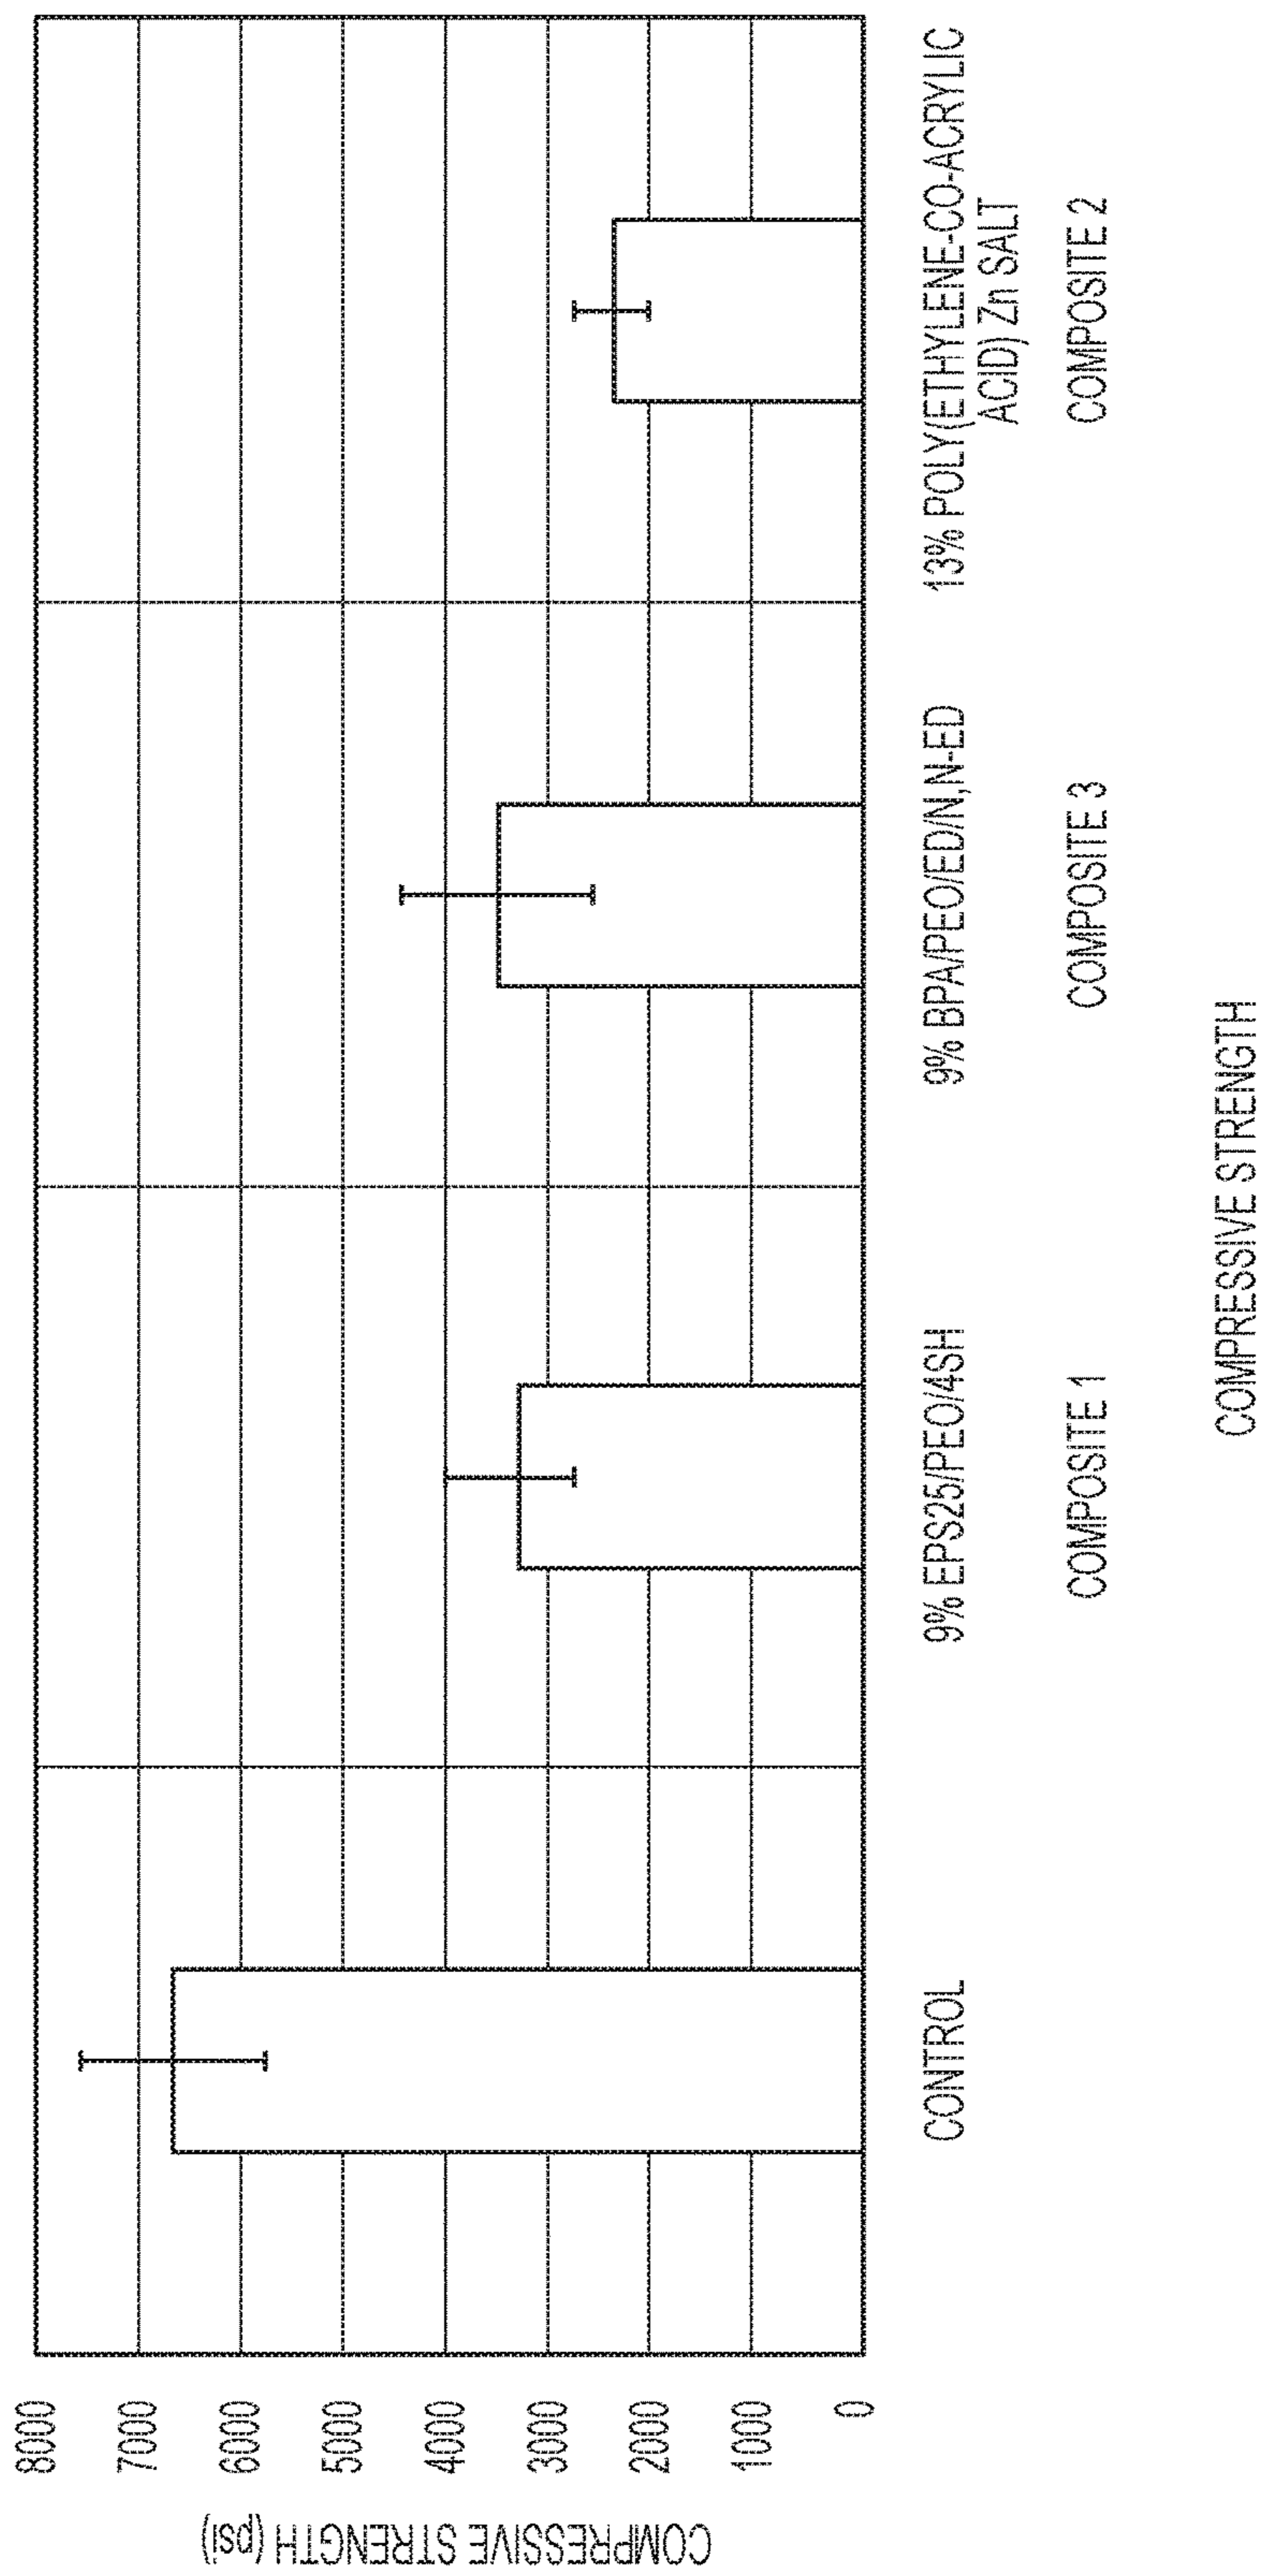 COMPRESSIVE STRENGTH (psi)
8000
7000
6000
5000
4000
3000
2000
1000
0
CONTROL
9% EPS25/PEO/4SH
COMPOSITE 1
9% BPA/PEO/ED/N,N-ED
COMPOSITE 3
13% POLY(ETHYLENE-CO-ACRYLIC
ACID) Zn SALT
COMPOSITE 2
COMPRESSIVE STRENGTH